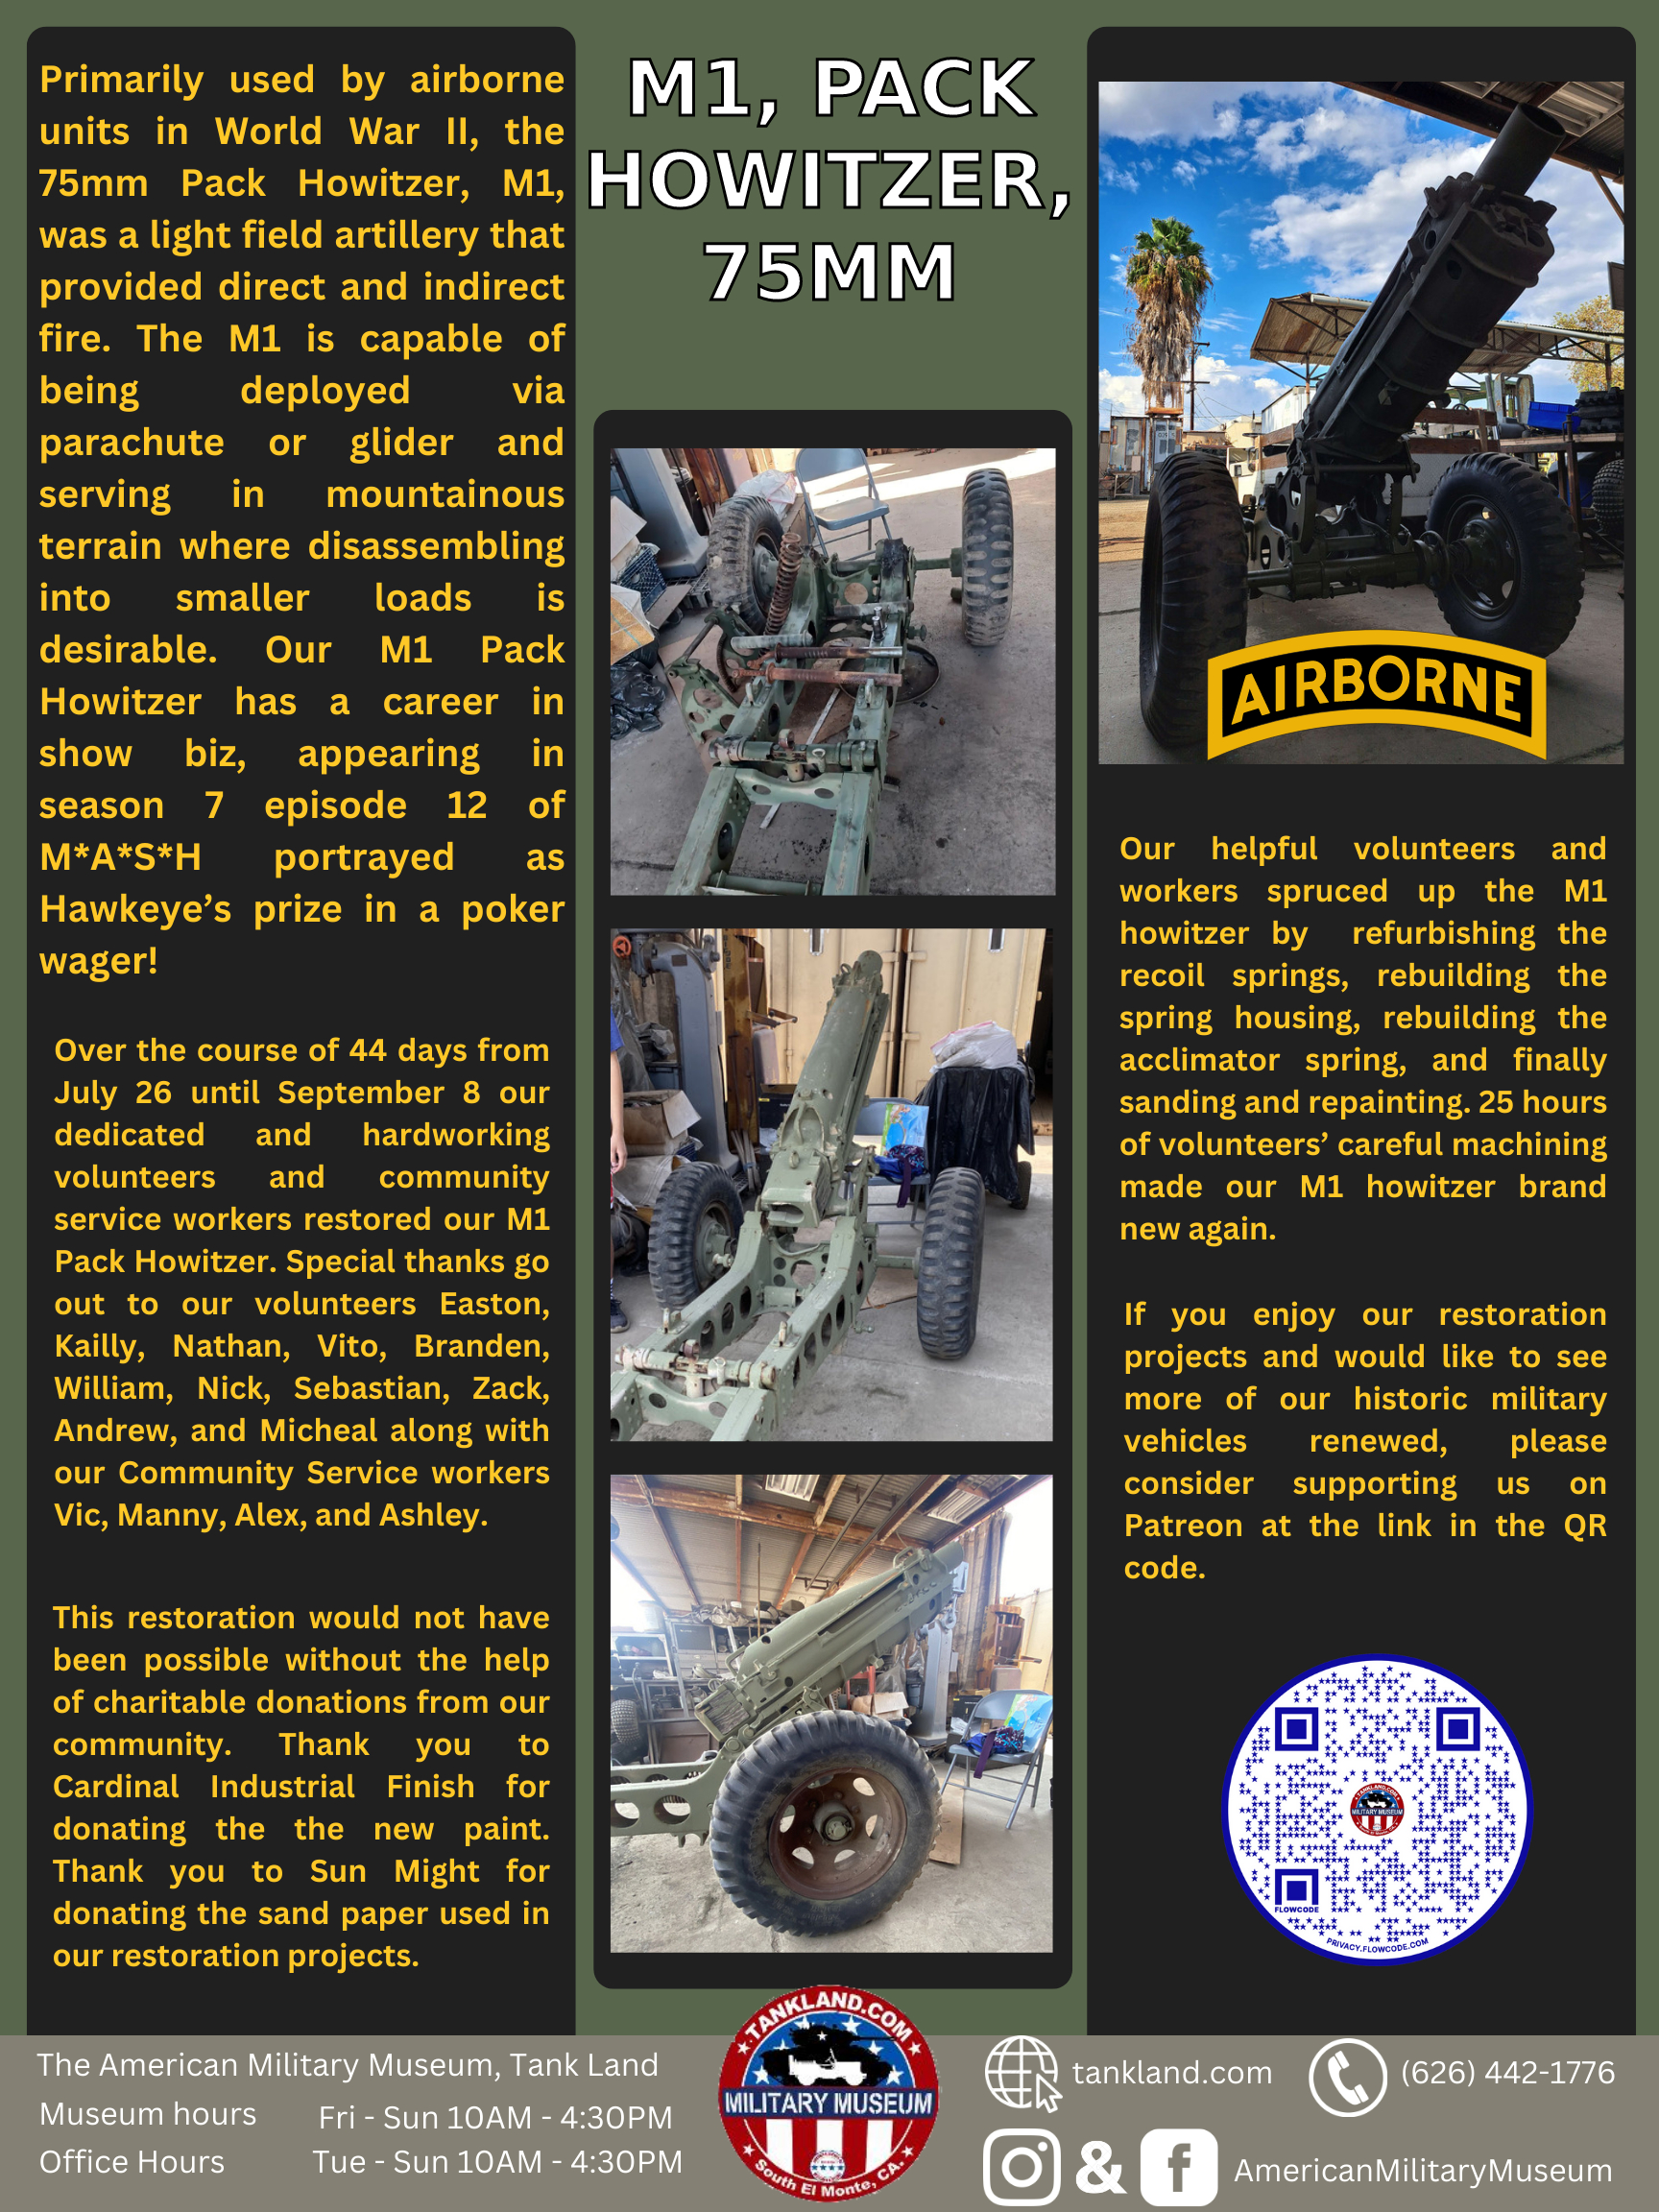 Primarily used by airborne
units in World War II, the
75mm Pack Howitzer, M1,
was a light field artillery that
provided direct and indirect
fire. The M1 is capable of
being deployed via
parachute or glider and
serving in mountainous
terrain where disassembling
into smaller loads is
desirable. Our M1 Pack
Howitzer has a career in
show biz, appearing in
season 7 episode 12 of
M*A*S*H portrayed as
Hawkeye’s prize in a poker
wager!
Over the course of 44 days from
July 26 until September 8 our
dedicated and hardworking
volunteers and community
service workers restored our M1
Pack Howitzer. Special thanks go
out to our volunteers Easton,
Kailly, Nathan, Vito, Branden,
William, Nick, Sebastian, Zack,
Andrew, and Micheal along with
our Community Service workers
Vic, Manny, Alex, and Ashley.
This restoration would not have
been possible without the help
of charitable donations from our
community. Thank you to
Cardinal Industrial Finish for
donating the the new paint.
Thank you to Sun Might for
donating the sand paper used in
our restoration projects.
M1, PACK
HOWITZER,
75MM
AIRBORNE
Our helpful volunteers and
workers spruced up the M1
howitzer by refurbishing the
recoil springs, rebuilding the
spring housing, rebuilding the
acclimator spring, and finally
sanding and repainting. 25 hours
of volunteers’ careful machining
made our M1 howitzer brand
new again.
If you enjoy our restoration
projects and would like to see
more of our historic military
vehicles renewed, please
consider supporting us on
Patreon at the link in the QR
code.
TANKLAND.COM
MILITARY MUSEUM
FLOWCODE
PRIVACY.FLOWCODE.COM
The American Military Museum, Tank Land
Museum hours Fri - Sun 10AM - 4:30PM
Office Hours Tue - Sun 10AM - 4:30PM
TANKLAND.COM
MILITARY MUSEUM
South El Monte, CA.
tankland.com
(626) 442-1776
&
AmericanMilitaryMuseum